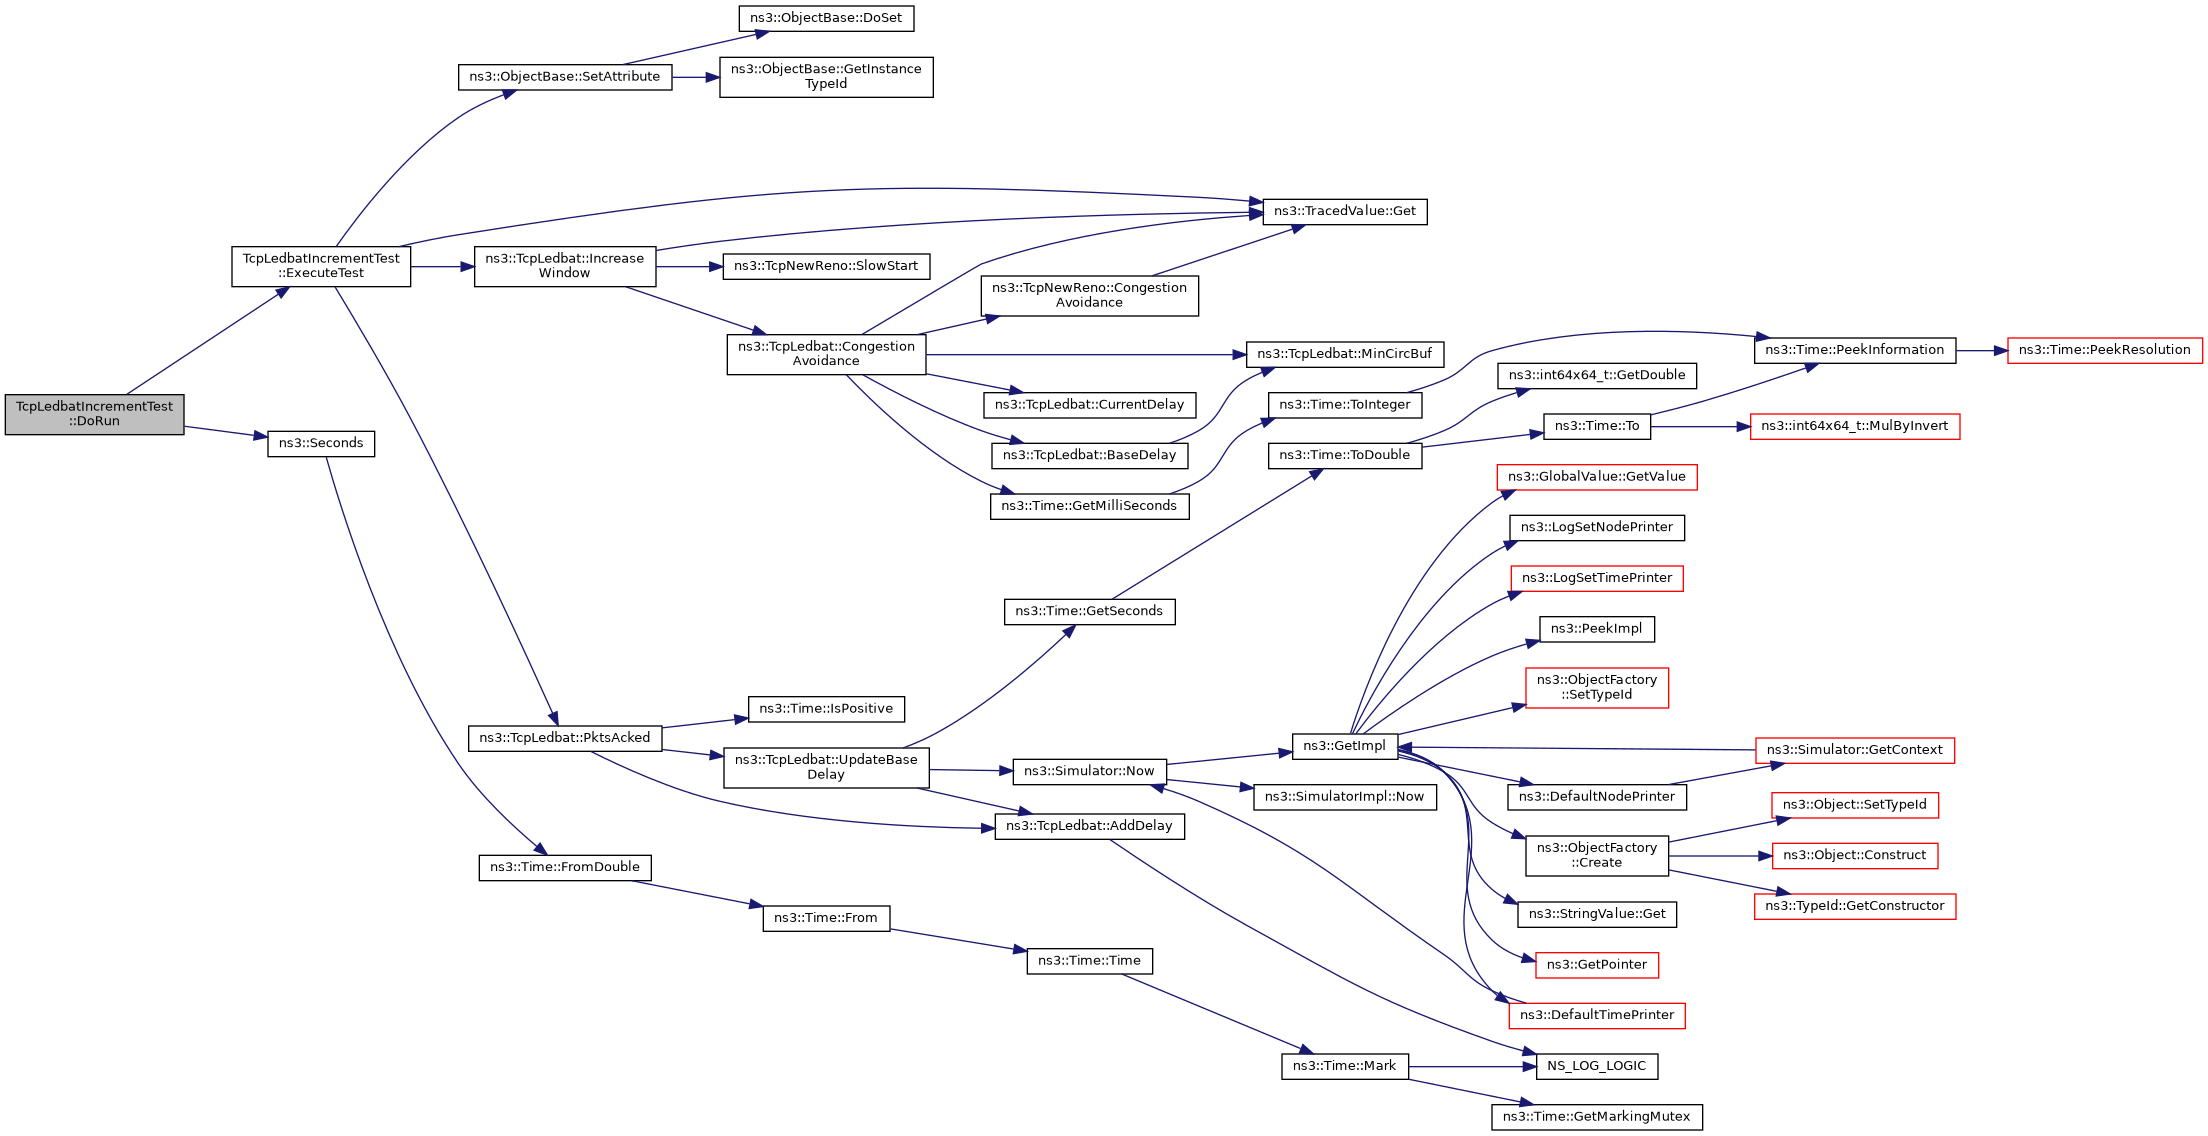 ns3::ObjectBase::DoSet
ns3::ObjectBase::SetAttribute
ns3::ObjectBase::GetInstance
TypeId
ns3::TracedValue::Get
TcpLedbatIncrementTest
::ExecuteTest
ns3::TcpLedbat::Increase
Window
ns3::TcpNewReno::SlowStart
ns3::TcpNewReno::Congestion
Avoidance
ns3::TcpLedbat::Congestion
Avoidance
ns3::TcpLedbat::MinCircBuf
ns3::Time::PeekInformation
ns3::Time::PeekResolution
ns3::int64x64_t::GetDouble
TcpLedbatIncrementTest
::DoRun
ns3::TcpLedbat::CurrentDelay
ns3::Time::ToInteger
ns3::Time::To
ns3::int64x64_t::MulByInvert
ns3::Seconds
ns3::TcpLedbat::BaseDelay
ns3::Time::ToDouble
ns3::GlobalValue::GetValue
ns3::Time::GetMilliSeconds
ns3::LogSetNodePrinter
ns3::LogSetTimePrinter
ns3::Time::GetSeconds
ns3::PeekImpl
ns3::ObjectFactory
::SetTypeId
ns3::Time::IsPositive
ns3::TcpLedbat::PktsAcked
ns3::GetImpl
ns3::Simulator::GetContext
ns3::TcpLedbat::UpdateBase
Delay
ns3::Simulator::Now
ns3::SimulatorImpl::Now
ns3::DefaultNodePrinter
ns3::Object::SetTypeId
ns3::TcpLedbat::AddDelay
ns3::ObjectFactory
::Create
ns3::Object::Construct
ns3::Time::FromDouble
ns3::TypeId::GetConstructor
ns3::Time::From
ns3::StringValue::Get
ns3::Time::Time
ns3::GetPointer
ns3::DefaultTimePrinter
ns3::Time::Mark
NS_LOG_LOGIC
ns3::Time::GetMarkingMutex